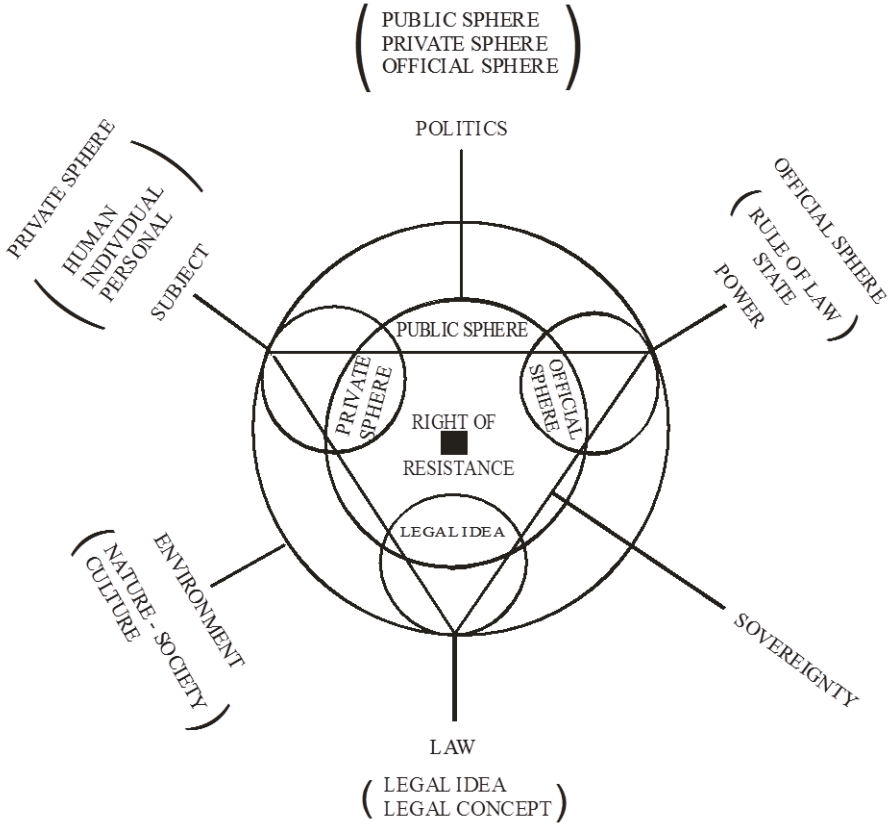 PUBLIC SPHERE
PRIVATE SPHERE
OFFICIAL SPHERE
POLITICS
PRIVATE SPHERE
HUMAN
INDIVIDUAL
PERSONAL
SUBJECT
OFFICIAL SPHERE
RULE OF LAW
STATE
POWER
PUBLIC SPHERE
PRIVATE
SPHERE
OFFICIAL
SPHERE
RIGHT OF
RESISTANCE
LEGAL IDEA
ENVIRONMENT
NATURE - SOCIETY
CULTURE
SOVEREIGNTY
LAW
LEGAL IDEA
LEGAL CONCEPT